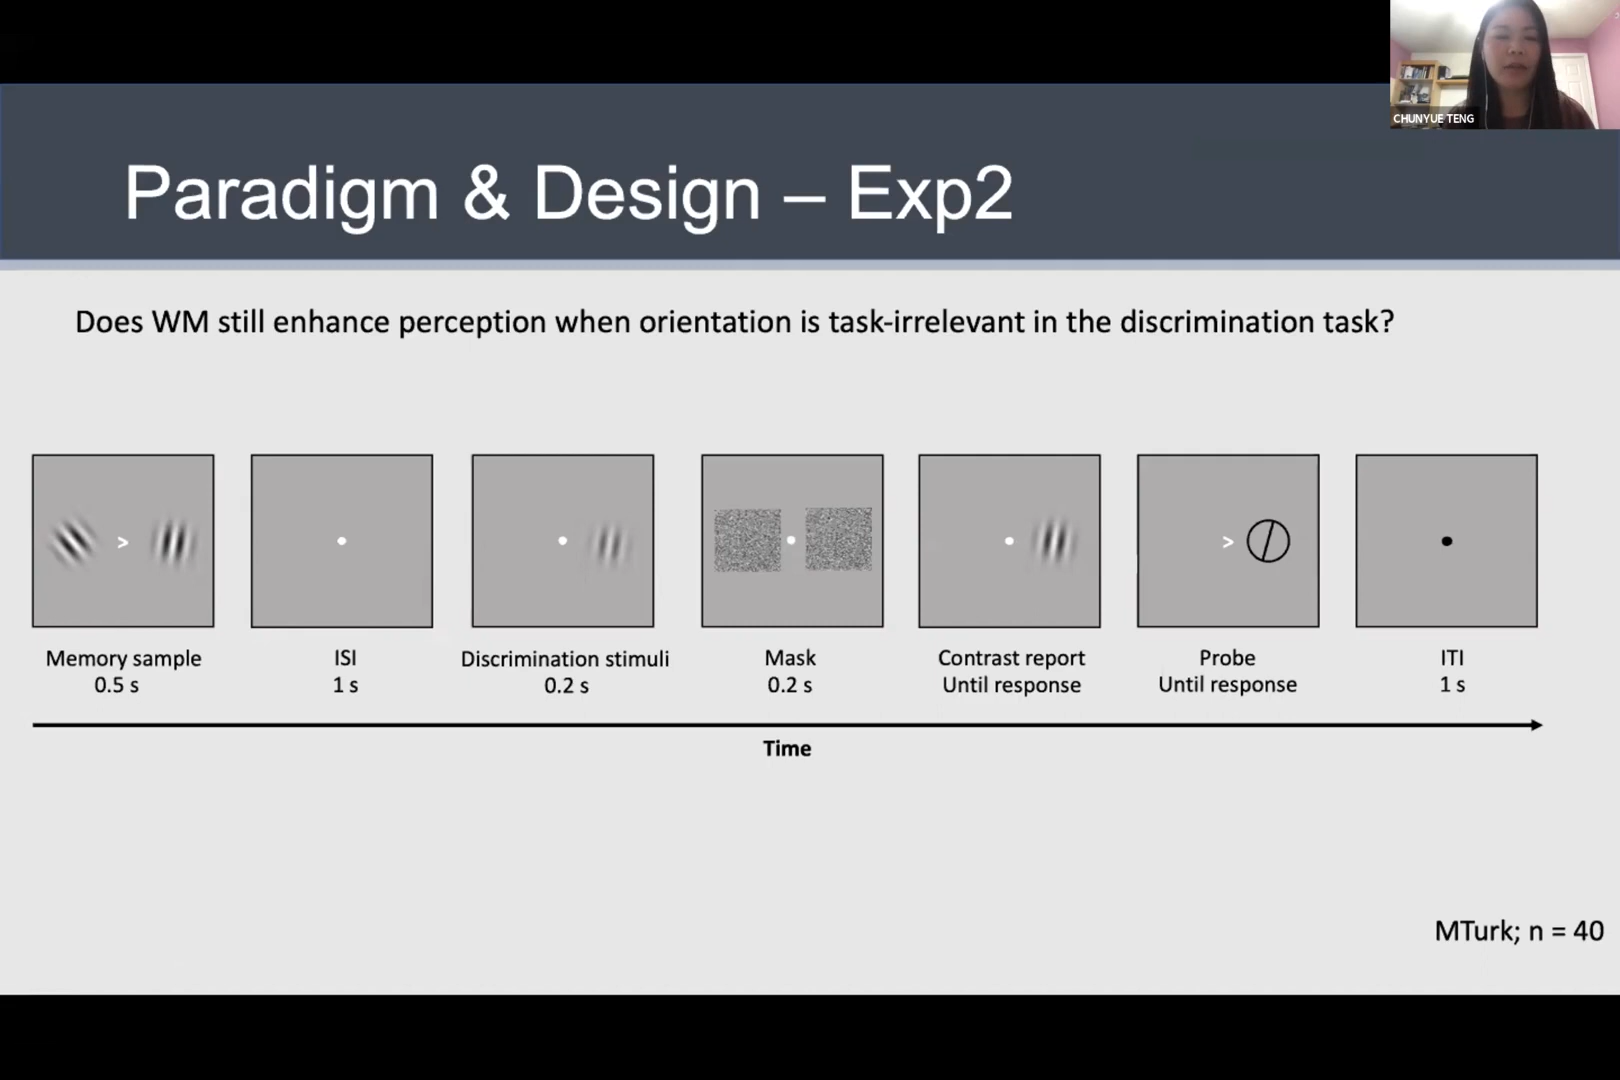 CHUNYUE TENG
Paradigm & Design – Exp2
Does WM still enhance perception when orientation is task-irrelevant in the discrimination task?
> >
Memory sample ISI Discrimination stimuli Mask Contrast report Probe ITI
0.5 s 1 s 0.2 s 0.2 s Until response Until response 1 s
Time
MTurk; n = 40